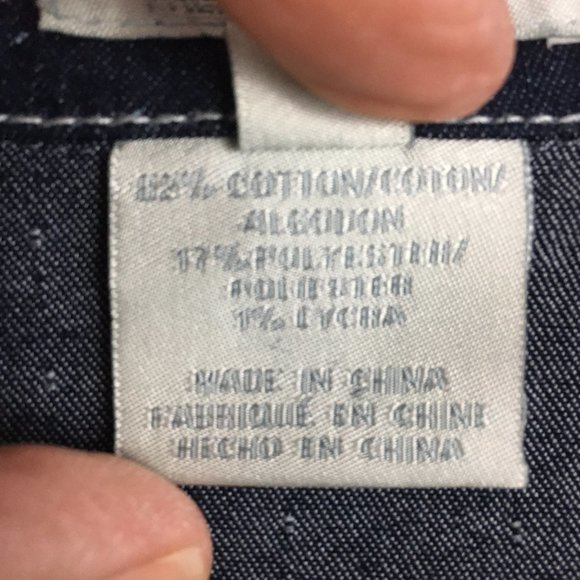 82% COTTON/COTON/
ALGODON
17% POLYESTER/
POLIESTER
1% LYCRA
MADE IN CHINA
FABRIQUÉ EN CHINE
HECHO EN CHINA